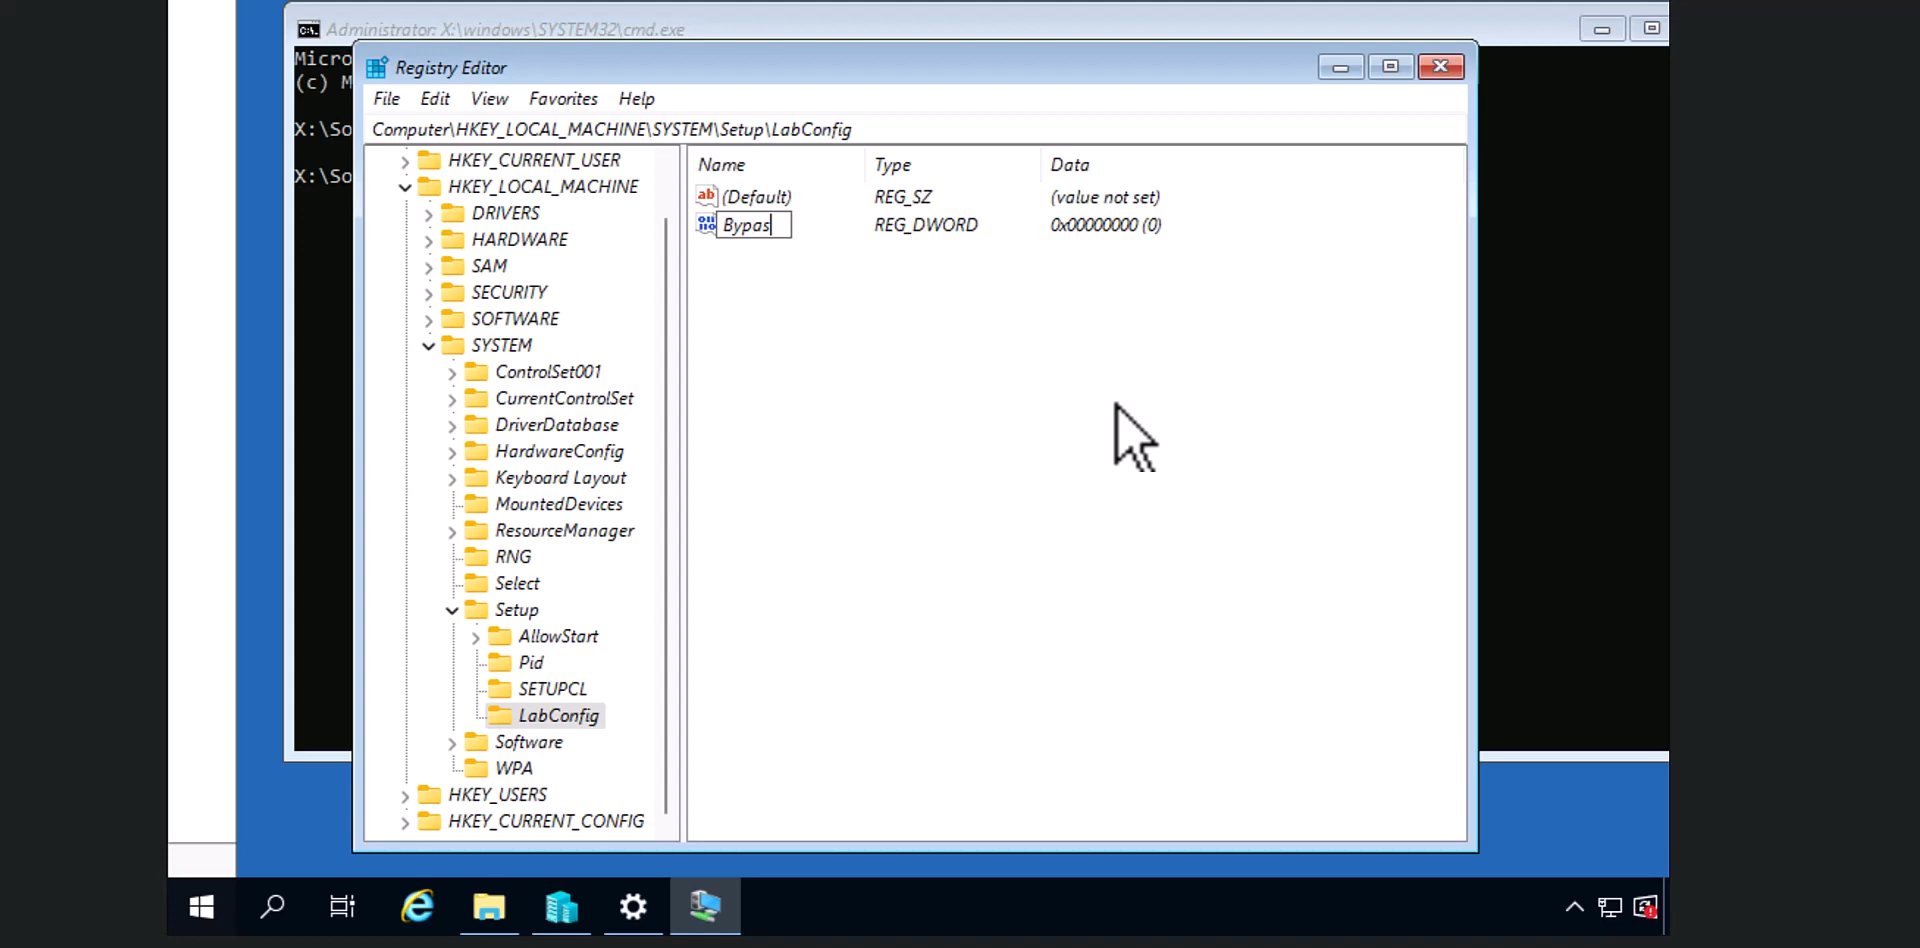 Administrator: X:\windows\SYSTEM32\cmd.exe
Micro
(c) M
X:\So
X:\So
Registry Editor
File Edit View Favorites Help
Computer\HKEY_LOCAL_MACHINE\SYSTEM\Setup\LabConfig
HKEY_CURRENT_USER
HKEY_LOCAL_MACHINE
DRIVERS
HARDWARE
SAM
SECURITY
SOFTWARE
SYSTEM
ControlSet001
CurrentControlSet
DriverDatabase
HardwareConfig
Keyboard Layout
MountedDevices
ResourceManager
RNG
Select
Setup
AllowStart
Pid
SETUPCL
LabConfig
Software
WPA
HKEY_USERS
HKEY_CURRENT_CONFIG
Name Type Data
(Default) REG_SZ (value not set)
Bypas REG_DWORD 0x00000000 (0)